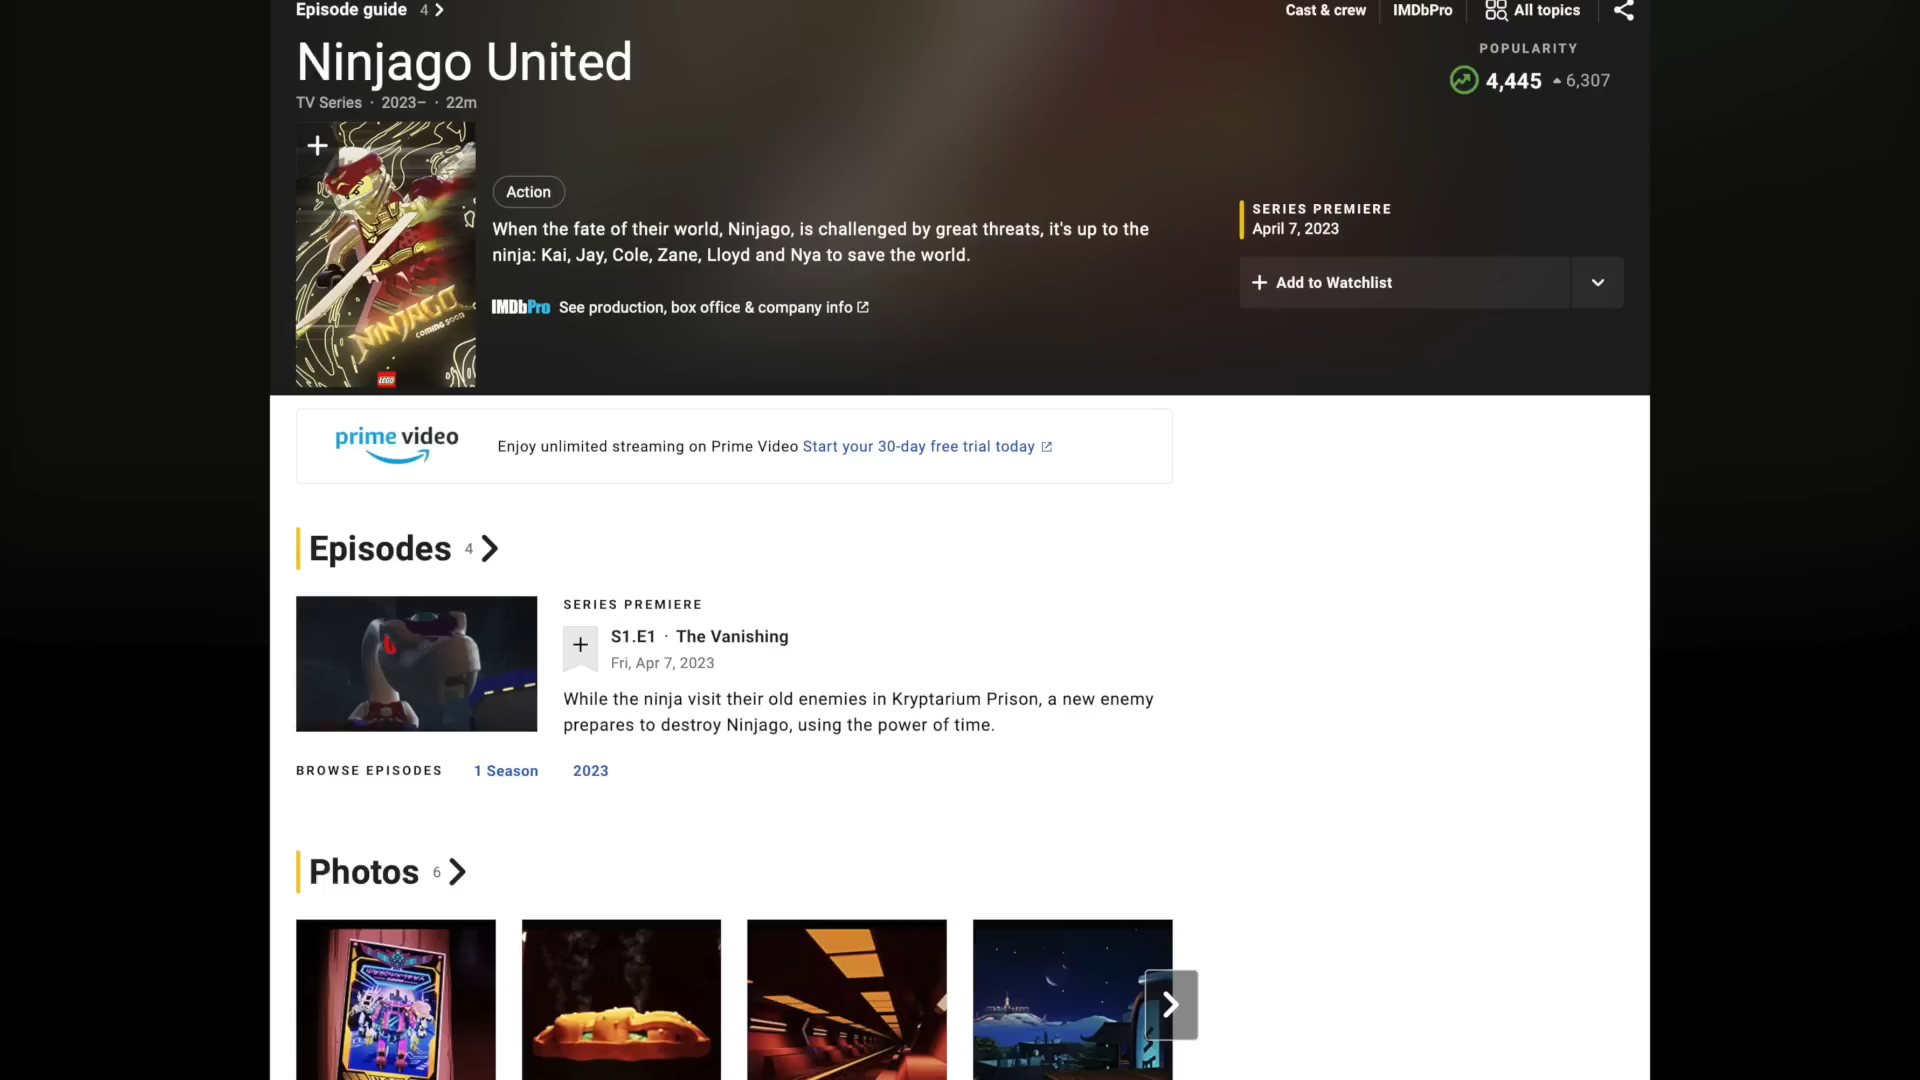 Episode guide 4
Cast & crew
IMDbPro
All topics
Ninjago United
TV Series · 2023– · 22m
POPULARITY
4,445 6,307
NINJAGO
COMING SOON
LEGO
Action
When the fate of their world, Ninjago, is challenged by great threats, it's up to the
ninja: Kai, Jay, Cole, Zane, Lloyd and Nya to save the world.
IMDbPro See production, box office & company info
SERIES PREMIERE
April 7, 2023
Add to Watchlist
prime video
Enjoy unlimited streaming on Prime Video Start your 30-day free trial today
Episodes 4
SERIES PREMIERE
S1.E1 · The Vanishing
Fri, Apr 7, 2023
While the ninja visit their old enemies in Kryptarium Prison, a new enemy
prepares to destroy Ninjago, using the power of time.
BROWSE EPISODES 1 Season 2023
Photos 6